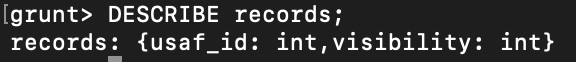 grunt> DESCRIBE records;
records: {usaf_id: int,visibility: int}